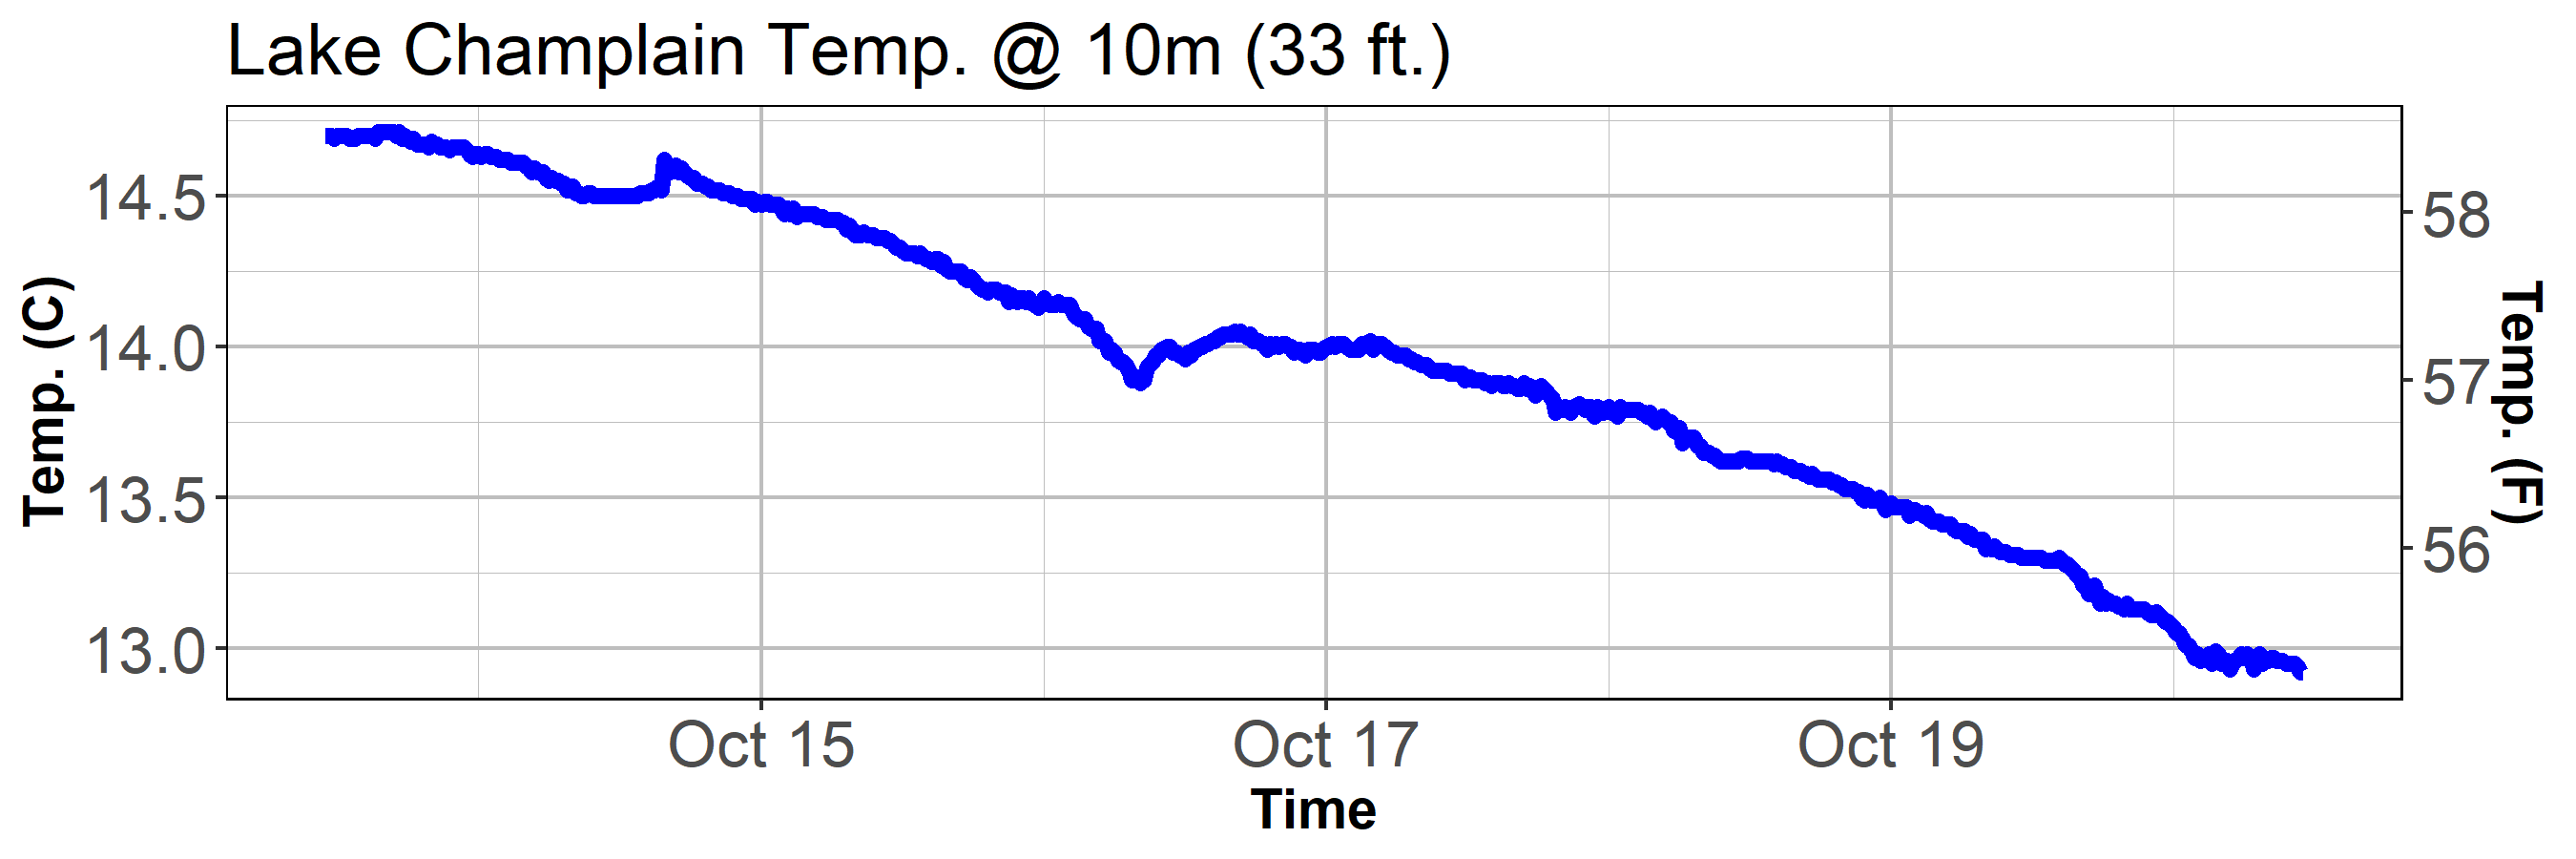 Lake Champlain Temp. @ 10m (33 ft.)
Temp. (C)
14.5
14.0
13.5
13.0
58
57
56
Temp. (F)
Oct 15
Oct 17
Oct 19
Time